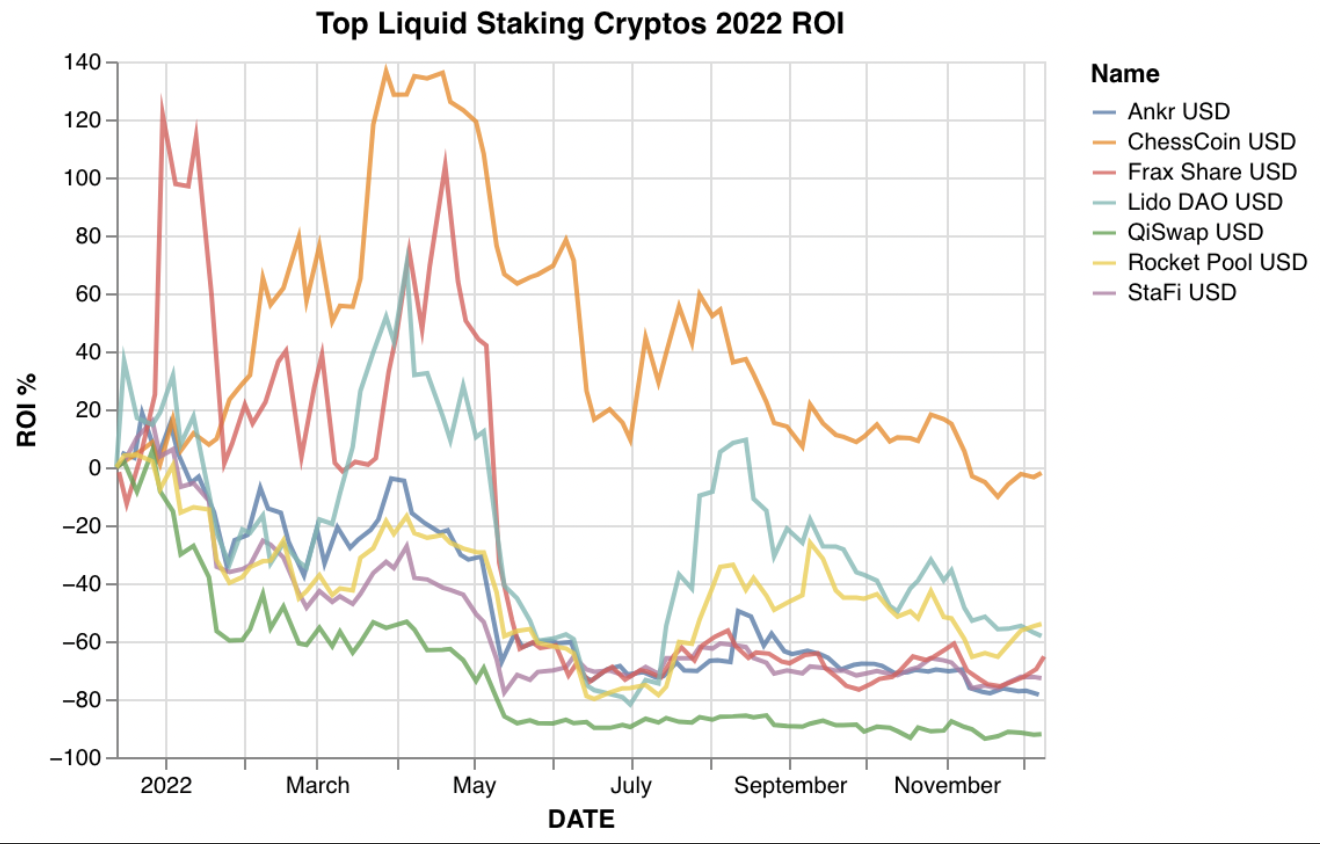 Top Liquid Staking Cryptos 2022 ROI
Name
Ankr USD
ChessCoin USD
Frax Share USD
Lido DAO USD
QiSwap USD
Rocket Pool USD
StaFi USD
ROI %
140
120
100
80
60
40
20
0
−20
−40
−60
−80
−100
2022 March May July September November
DATE